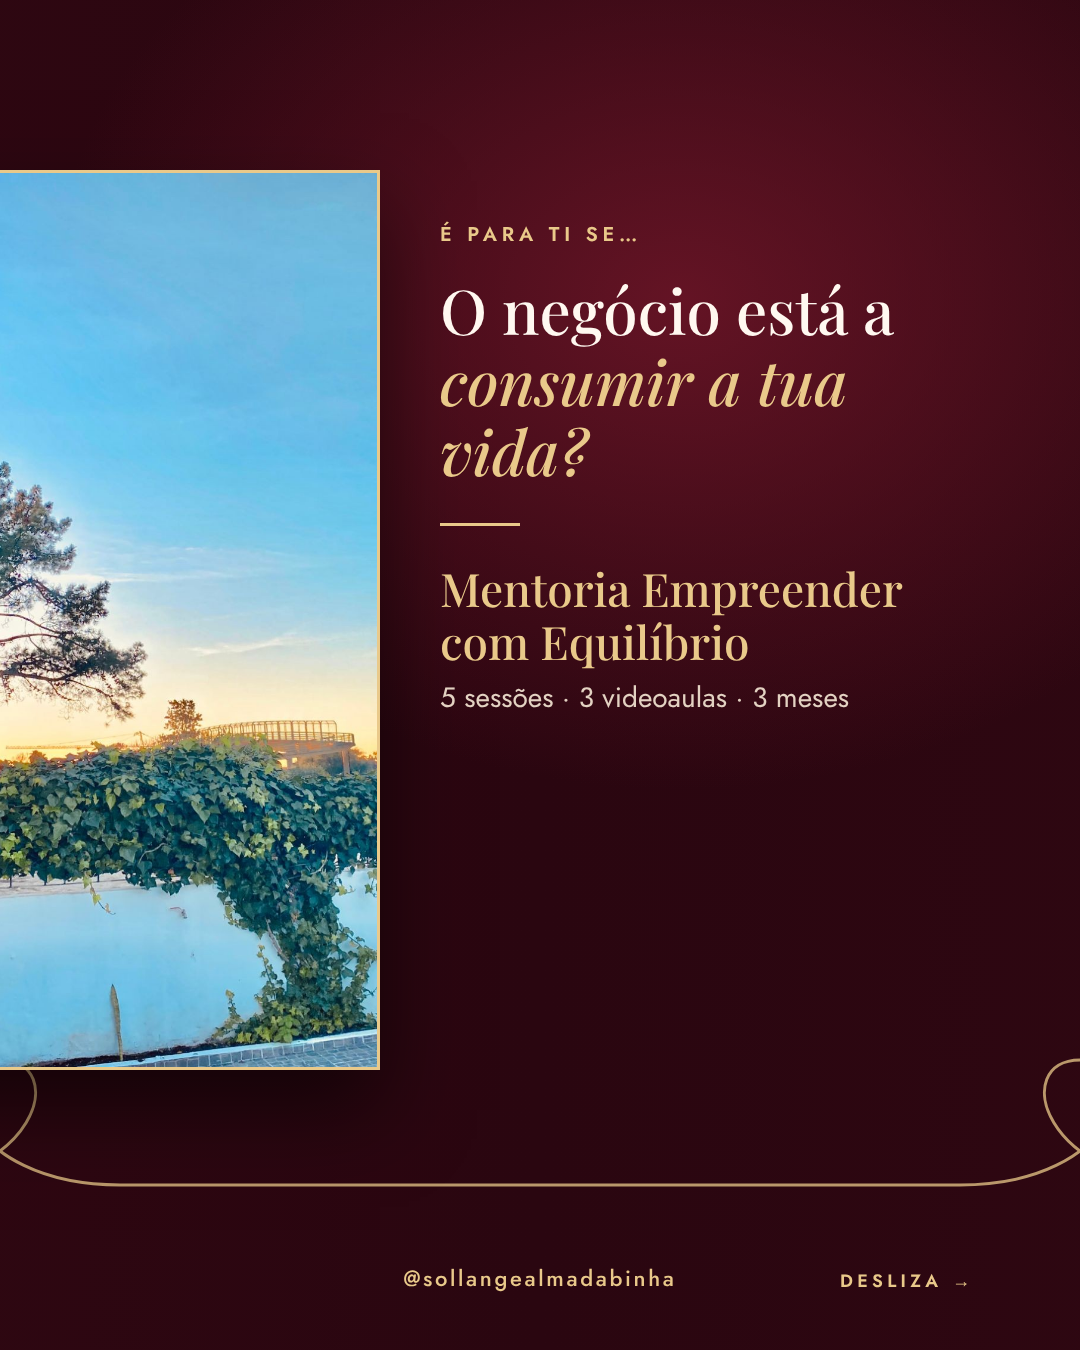 É PARA TI SE…
O negócio está a
consumir a tua
vida?
Mentoria Empreender
com Equilíbrio
5 sessões · 3 videoaulas · 3 meses
@sollangealmadabinha
DESLIZA →